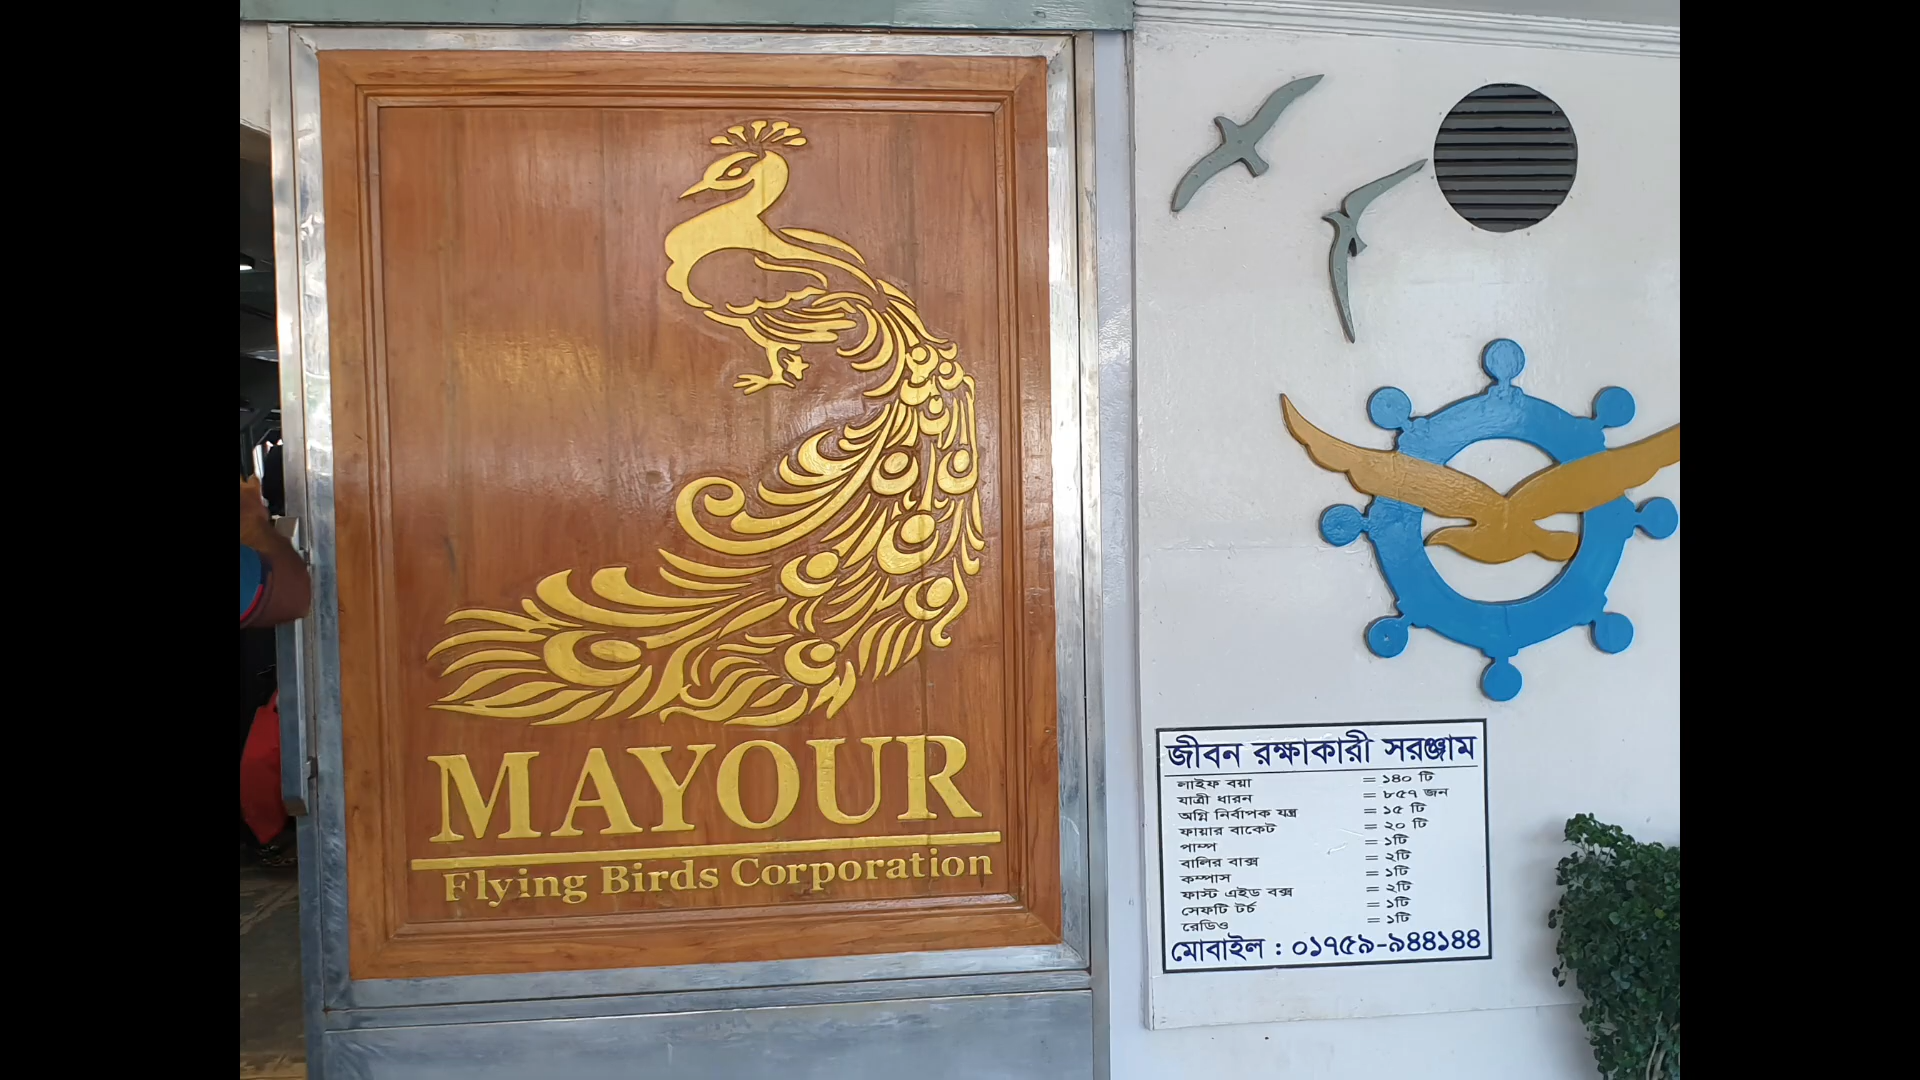 MAYOUR
Flying Birds Corporation
জীবন রক্ষাকারী সরঞ্জাম
লাইফ বয়া = ১৪০ টি
যাত্রী ধারন = ৮৫৭ জন
অগ্নি নির্বাপক যন্ত্র = ১৫ টি
ফায়ার বাকেট = ২০ টি
পাম্প = ১টি
বালির বাক্স = ২টি
কম্পাস = ১টি
ফাস্ট এইড বক্স = ২টি
সেফটি টর্চ = ১টি
রেডিও = ১টি
মোবাইল : ০১৭৫৯-৯৪৪১৪৪